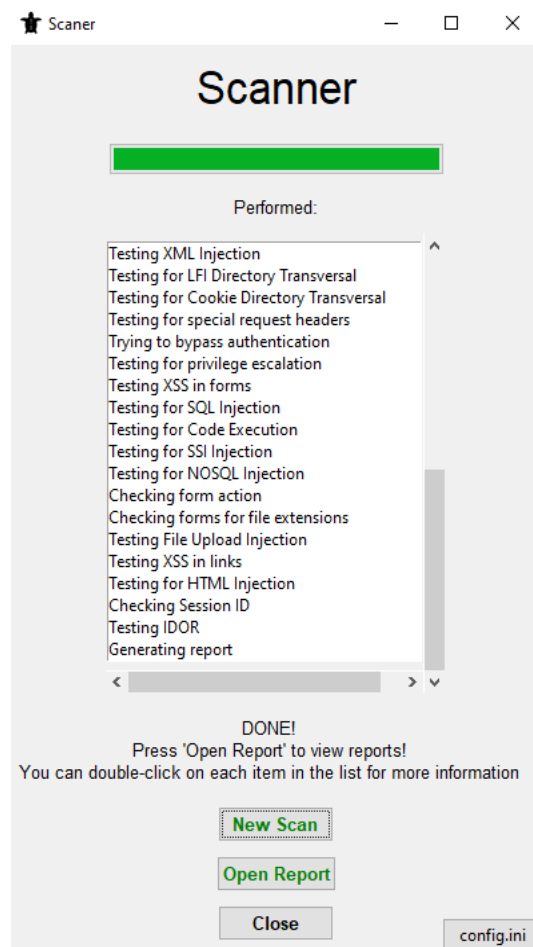 Scaner
Scanner
Performed:
Testing XML Injection
Testing for LFI Directory Transversal
Testing for Cookie Directory Transversal
Testing for special request headers
Trying to bypass authentication
Testing for privilege escalation
Testing XSS in forms
Testing for SQL Injection
Testing for Code Execution
Testing for SSI Injection
Testing for NOSQL Injection
Checking form action
Checking forms for file extensions
Testing File Upload Injection
Testing XSS in links
Testing for HTML Injection
Checking Session ID
Testing IDOR
Generating report
DONE!
Press 'Open Report' to view reports!
You can double-click on each item in the list for more information
New Scan
Open Report
Close
config.ini